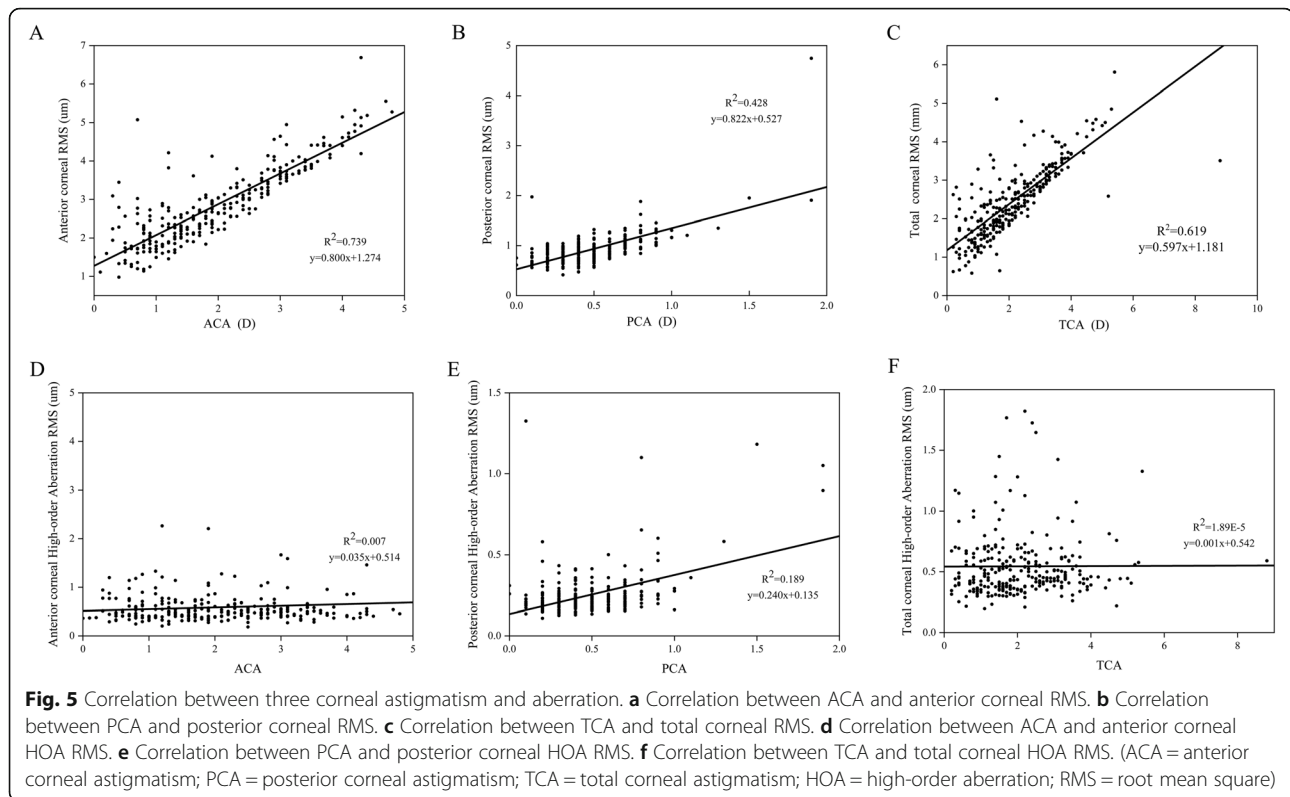 A
Anterior corneal RMS (um)
7
6
5
4
3
2
1
0
1
2
3
4
5
R²=0.739
y=0.800x+1.274
ACA (D)
B
Posterior corneal RMS (um)
5
4
3
2
1
0
0.0
0.5
1.0
1.5
2.0
R²=0.428
y=0.822x+0.527
PCA (D)
C
Total corneal RMS (mm)
6
5
4
3
2
1
0
0
2
4
6
8
10
R²=0.619
y=0.597x+1.181
TCA (D)
D
Anterior corneal High-order Aberration RMS (um)
5
4
3
2
1
0
0
1
2
3
4
5
R²=0.007
y=0.035x+0.514
ACA
E
Posterior corneal High-order Aberration RMS (um)
1.5
1.0
0.5
0.0
0.0
0.5
1.0
1.5
2.0
R²=0.189
y=0.240x+0.135
PCA
F
Total corneal High-order Aberration RMS (um)
2.0
1.5
1.0
0.5
0.0
0
2
4
6
8
R²=1.89E-5
y=0.001x+0.542
TCA
Fig. 5 Correlation between three corneal astigmatism and aberration. a Correlation between ACA and anterior corneal RMS. b Correlation
between PCA and posterior corneal RMS. c Correlation between TCA and total corneal RMS. d Correlation between ACA and anterior corneal
HOA RMS. e Correlation between PCA and posterior corneal HOA RMS. f Correlation between TCA and total corneal HOA RMS. (ACA = anterior
corneal astigmatism; PCA = posterior corneal astigmatism; TCA = total corneal astigmatism; HOA = high-order aberration; RMS = root mean square)